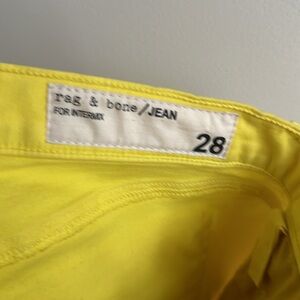 rag & bone/JEAN
FOR INTERMIX
28